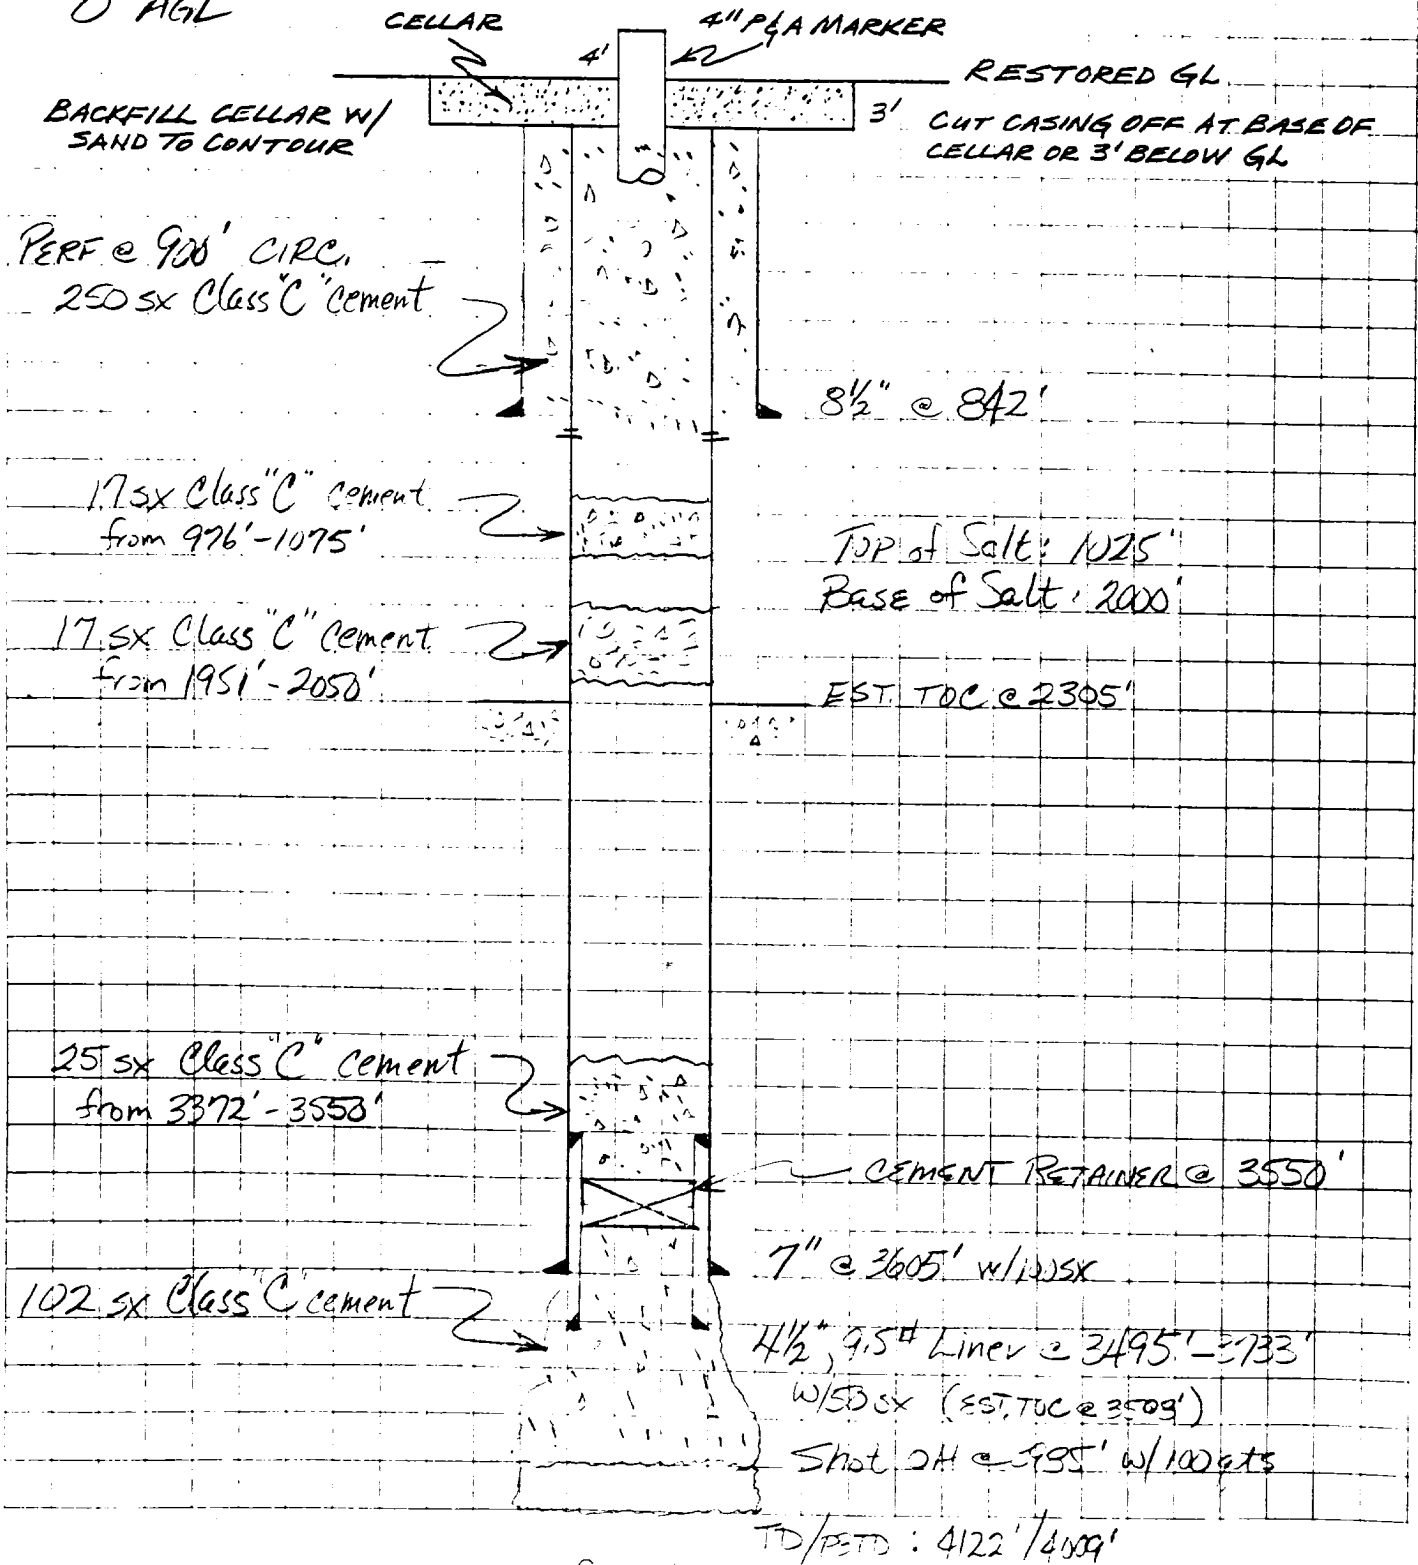 0' AGL
CELLAR
4" P&A MARKER
4'
RESTORED GL
BACKFILL CELLAR W/
SAND TO CONTOUR
3'
CUT CASING OFF AT BASE OF
CELLAR OR 3' BELOW GL
PERF @ 900' CIRC.
250 sx Class "C" cement
8½" @ 842'
17 sx Class "C" cement
from 976'-1075'
TOP of Salt: 1025'
Base of Salt: 2000'
17 sx Class "C" cement
from 1951'-2050'
EST. TOC @ 2305'
25 sx Class "C" cement
from 3372'-3550'
CEMENT RETAINER @ 3550'
7" @ 3605' w/100sx
102 sx Class "C" cement
4½", 9.5# Liner @ 3495'-3733'
w/50 sx (EST. TOC @
Shot OH @ w/100 qts
TD/PBTD: 4122'/4009'